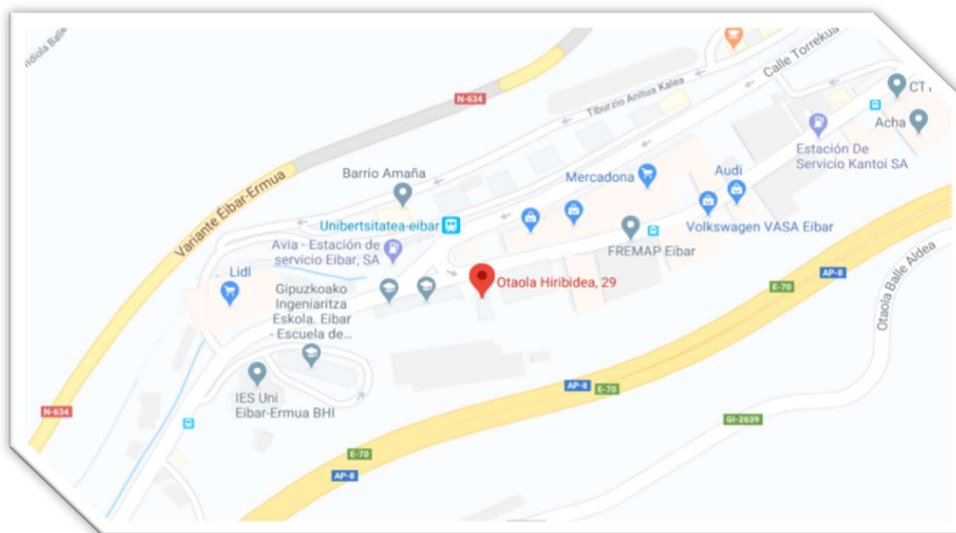 N-634
Calle Torrekua
Tiburzio Anitua Kalea
Acha
Estación De
Servicio Kantoi SA
Barrio Amaña
Mercadona
Audi
Variante Eibar-Ermua
Unibertsitatea-eibar
Volkswagen VASA Eibar
Avia - Estación de
servicio Eibar, SA
FREMAP Eibar
Lidl
Otaola Hiribidea, 29
AP-8
E-70
Otaola Balle Aldea
Gipuzkoako
Ingeniaritza
Eskola. Eibar
- Escuela de...
IES Uni
Eibar-Ermua BHI
AP-8
E-70
N-634
GI-2639
E-70
AP-8